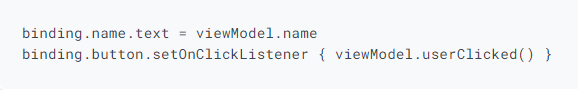 binding.name.text = viewModel.name
binding.button.setOnClickListener { viewModel.userClicked() }